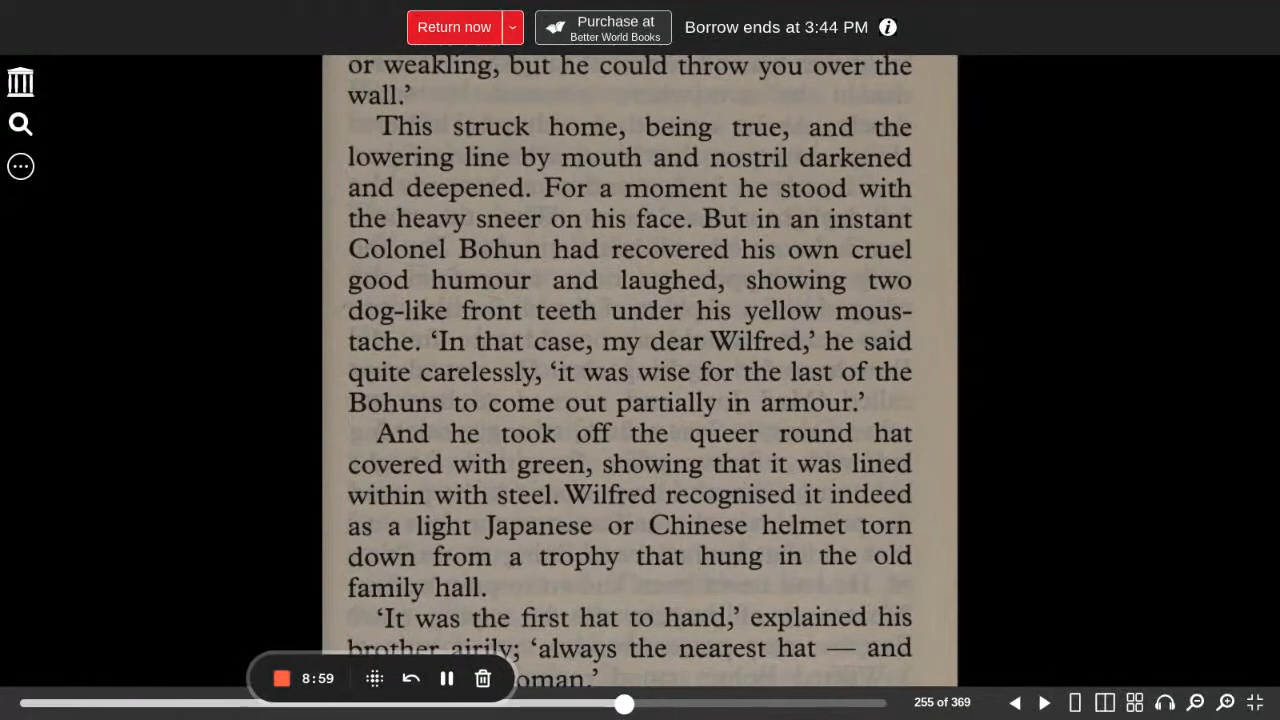 Return now
Purchase at
Better World Books
Borrow ends at 3:44 PM
or weakling, but he could throw you over the
wall.’
This struck home, being true, and the
lowering line by mouth and nostril darkened
and deepened. For a moment he stood with
the heavy sneer on his face. But in an instant
Colonel Bohun had recovered his own cruel
good humour and laughed, showing two
dog-like front teeth under his yellow mous-
tache. ‘In that case, my dear Wilfred,’ he said
quite carelessly, ‘it was wise for the last of the
Bohuns to come out partially in armour.’
And he took off the queer round hat
covered with green, showing that it was lined
within with steel. Wilfred recognised it indeed
as a light Japanese or Chinese helmet torn
down from a trophy that hung in the old
family hall.
‘It was the first hat to hand,’ explained his
brother airily; ‘always the nearest hat — and
oman.’
8:59
255 of 369